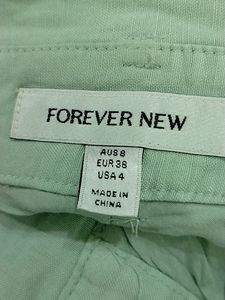 FOREVER NEW
AUS 8
EUR 36
USA 4
MADE IN
CHINA